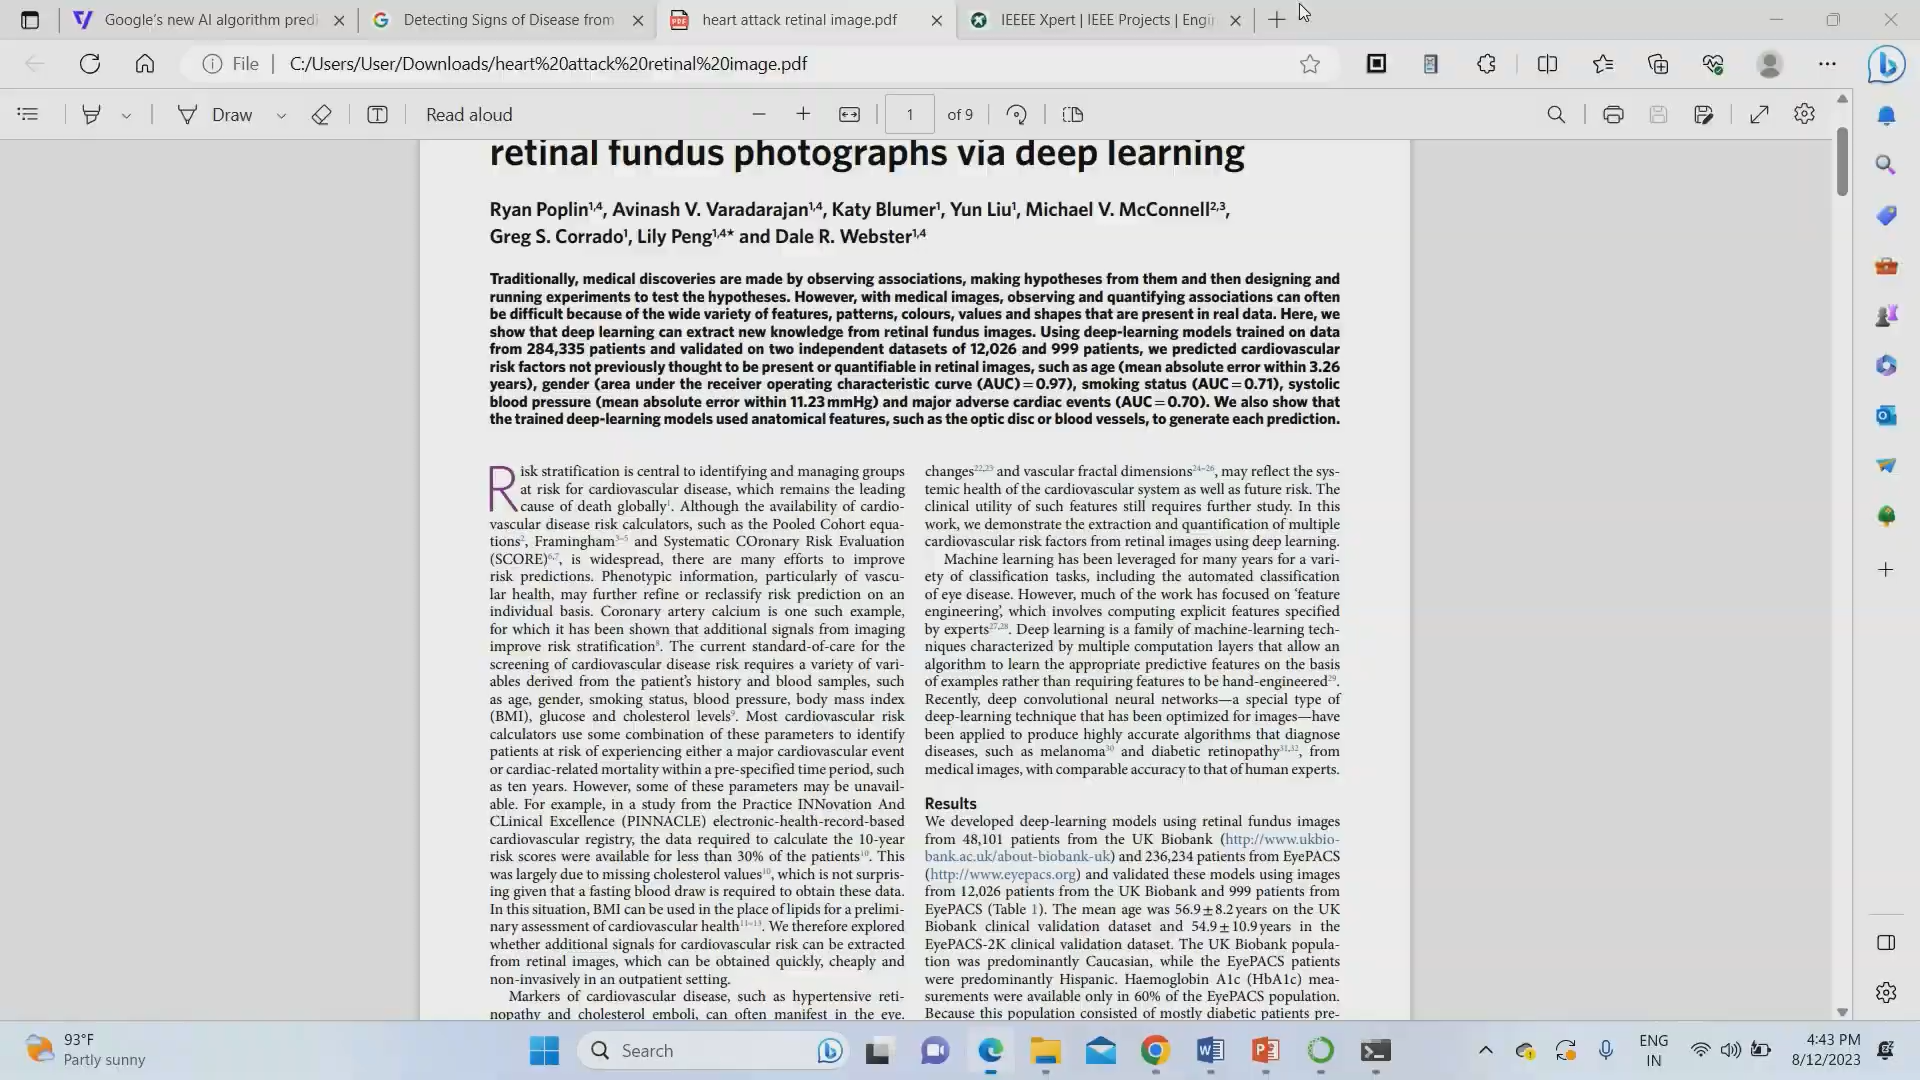 Google's new AI algorithm predi
Detecting Signs of Disease from
heart attack retinal image.pdf
IEEEE Xpert | IEEE Projects | Engin
File
C:/Users/User/Downloads/heart%20attack%20retinal%20image.pdf
Draw
Read aloud
1
of 9
retinal fundus photographs via deep learning
Ryan Poplin1,4, Avinash V. Varadarajan1,4, Katy Blumer1, Yun Liu1, Michael V. McConnell2,3,
Greg S. Corrado1, Lily Peng1,4* and Dale R. Webster1,4
Traditionally, medical discoveries are made by observing associations, making hypotheses from them and then designing and
running experiments to test the hypotheses. However, with medical images, observing and quantifying associations can often
be difficult because of the wide variety of features, patterns, colours, values and shapes that are present in real data. Here, we
show that deep learning can extract new knowledge from retinal fundus images. Using deep-learning models trained on data
from 284,335 patients and validated on two independent datasets of 12,026 and 999 patients, we predicted cardiovascular
risk factors not previously thought to be present or quantifiable in retinal images, such as age (mean absolute error within 3.26
years), gender (area under the receiver operating characteristic curve (AUC) = 0.97), smoking status (AUC = 0.71), systolic
blood pressure (mean absolute error within 11.23 mmHg) and major adverse cardiac events (AUC = 0.70). We also show that
the trained deep-learning models used anatomical features, such as the optic disc or blood vessels, to generate each prediction.
Risk stratification is central to identifying and managing groups
at risk for cardiovascular disease, which remains the leading
cause of death globally1. Although the availability of cardio-
vascular disease risk calculators, such as the Pooled Cohort equa-
tions2, Framingham3–5 and Systematic COronary Risk Evaluation
(SCORE)6,7, is widespread, there are many efforts to improve
risk predictions. Phenotypic information, particularly of vascu-
lar health, may further refine or reclassify risk prediction on an
individual basis. Coronary artery calcium is one such example,
for which it has been shown that additional signals from imaging
improve risk stratification8. The current standard-of-care for the
screening of cardiovascular disease risk requires a variety of vari-
ables derived from the patient's history and blood samples, such
as age, gender, smoking status, blood pressure, body mass index
(BMI), glucose and cholesterol levels9. Most cardiovascular risk
calculators use some combination of these parameters to identify
patients at risk of experiencing either a major cardiovascular event
or cardiac-related mortality within a pre-specified time period, such
as ten years. However, some of these parameters may be unavail-
able. For example, in a study from the Practice INNovation And
CLinical Excellence (PINNACLE) electronic-health-record-based
cardiovascular registry, the data required to calculate the 10-year
risk scores were available for less than 30% of the patients10. This
was largely due to missing cholesterol values10, which is not surpris-
ing given that a fasting blood draw is required to obtain these data.
In this situation, BMI can be used in the place of lipids for a prelimi-
nary assessment of cardiovascular health11–13. We therefore explored
whether additional signals for cardiovascular risk can be extracted
from retinal images, which can be obtained quickly, cheaply and
non-invasively in an outpatient setting.
Markers of cardiovascular disease, such as hypertensive reti-
nopathy and cholesterol emboli, can often manifest in the eye.
changes22,23 and vascular fractal dimensions24–26, may reflect the sys-
temic health of the cardiovascular system as well as future risk. The
clinical utility of such features still requires further study. In this
work, we demonstrate the extraction and quantification of multiple
cardiovascular risk factors from retinal images using deep learning.
Machine learning has been leveraged for many years for a vari-
ety of classification tasks, including the automated classification
of eye disease. However, much of the work has focused on 'feature
engineering', which involves computing explicit features specified
by experts27,28. Deep learning is a family of machine-learning tech-
niques characterized by multiple computation layers that allow an
algorithm to learn the appropriate predictive features on the basis
of examples rather than requiring features to be hand-engineered29.
Recently, deep convolutional neural networks—a special type of
deep-learning technique that has been optimized for images—have
been applied to produce highly accurate algorithms that diagnose
diseases, such as melanoma30 and diabetic retinopathy31,32, from
medical images, with comparable accuracy to that of human experts.
Results
We developed deep-learning models using retinal fundus images
from 48,101 patients from the UK Biobank (http://www.ukbio-
bank.ac.uk/about-biobank-uk) and 236,234 patients from EyePACS
(http://www.eyepacs.org) and validated these models using images
from 12,026 patients from the UK Biobank and 999 patients from
EyePACS (Table 1). The mean age was 56.9 ± 8.2 years on the UK
Biobank clinical validation dataset and 54.9 ± 10.9 years in the
EyePACS-2K clinical validation dataset. The UK Biobank popula-
tion was predominantly Caucasian, while the EyePACS patients
were predominantly Hispanic. Haemoglobin A1c (HbA1c) mea-
surements were available only in 60% of the EyePACS population.
Because this population consisted of mostly diabetic patients pre-
93°F
Partly sunny
Search
ENG
IN
4:43 PM
8/12/2023